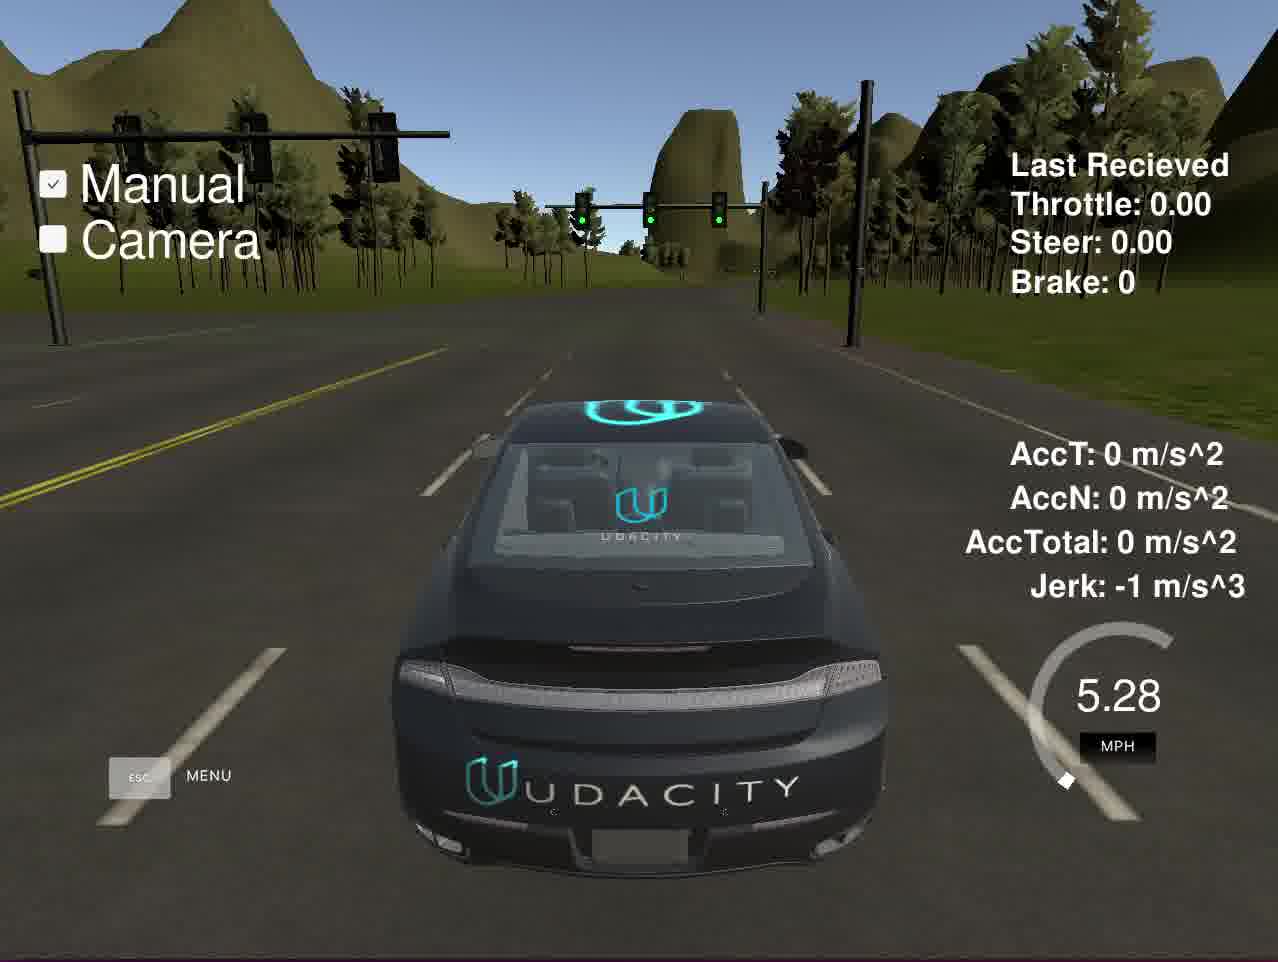 Manual
Camera
Last Recieved
Throttle: 0.00
Steer: 0.00
Brake: 0
UDACITY
AccT: 0 m/s^2
AccN: 0 m/s^2
AccTotal: 0 m/s^2
Jerk: -1 m/s^3
5.28
MPH
ESC
MENU
UDACITY